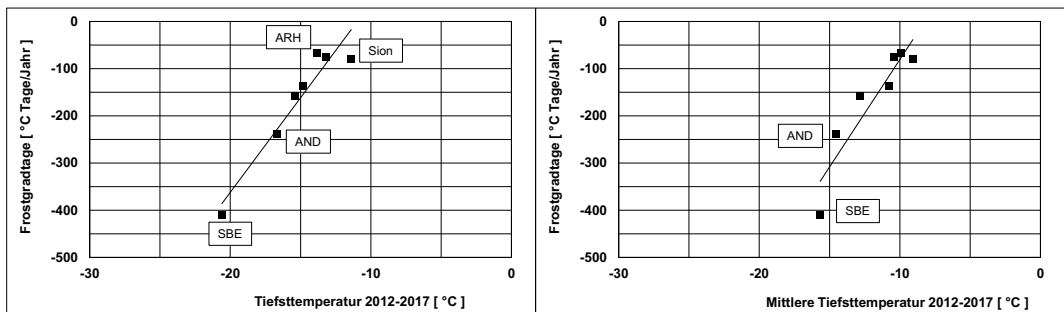 Frostgradtage [ °C Tage/Jahr]
0
-100
-200
-300
-400
-500
ARH
Sion
AND
SBE
-30
-20
-10
0
Tiefsttemperatur 2012-2017 [ °C ]
Frostgradtage [ °C Tage/Jahr]
0
-100
-200
-300
-400
-500
AND
SBE
-30
-20
-10
0
Mittlere Tiefsttemperatur 2012-2017 [ °C ]